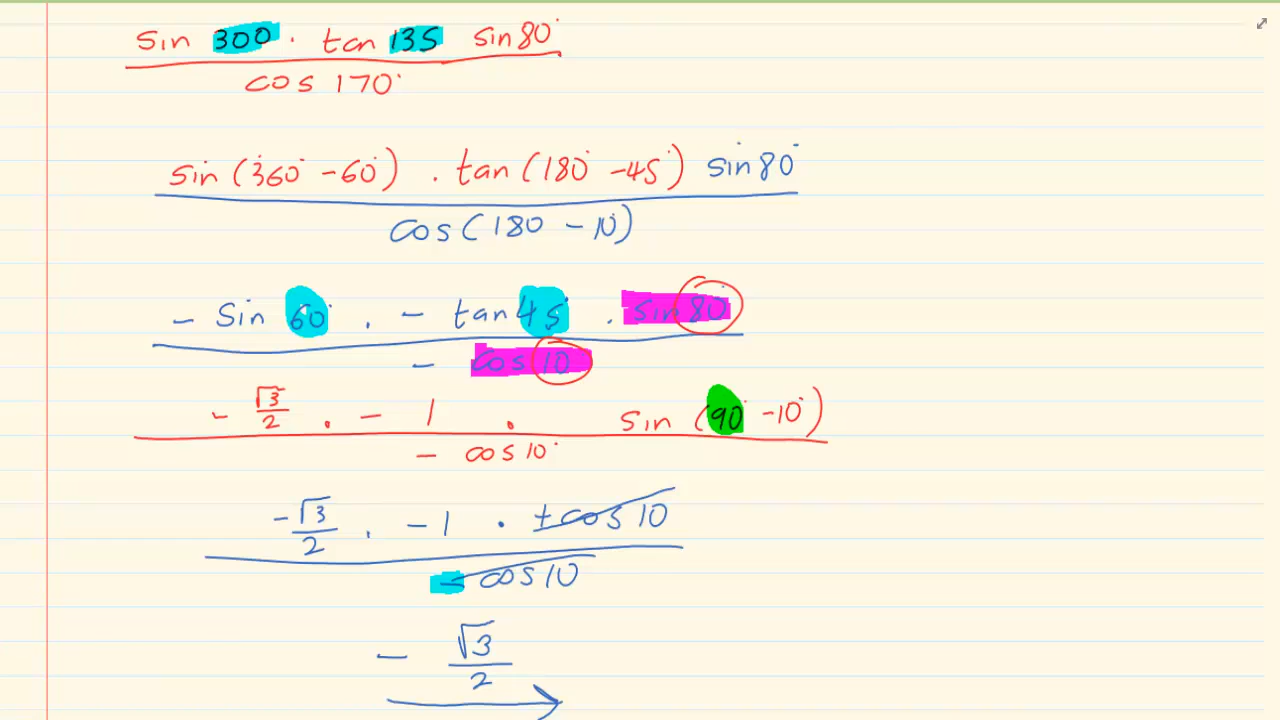 sin 300 . tan 135 sin 80°
cos 170°
sin (360° - 60°) . tan (180° - 45°) sin 80°
cos (180 - 10°)
- sin 60° . - tan 45° . sin 80°
- cos 10
- √3/2 . - 1 . sin (90° - 10°)
- cos 10°
- √3/2 . - 1 . + cos 10
- cos 10
- √3/2